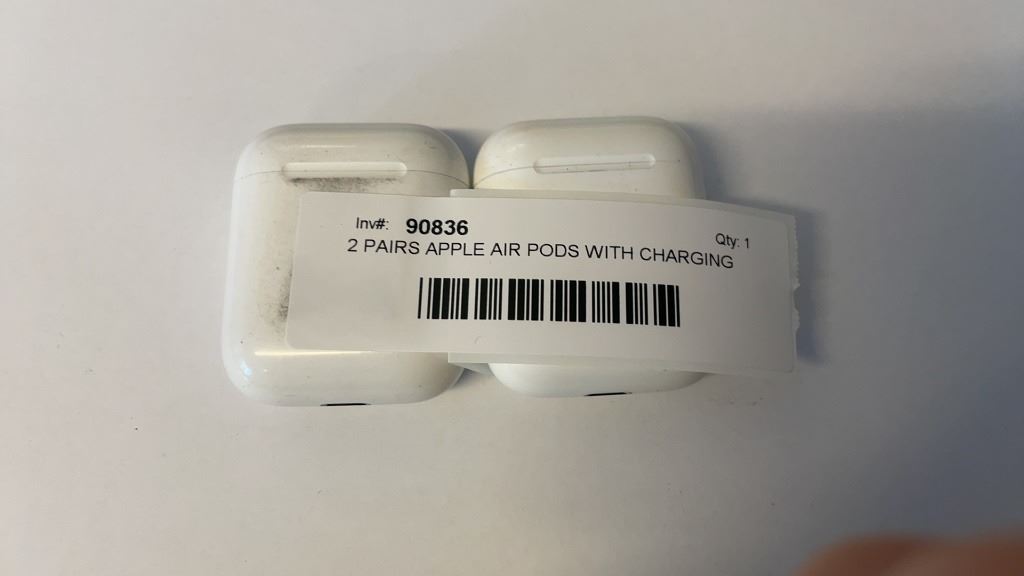 Inv#: 90836 Qty: 1
2 PAIRS APPLE AIR PODS WITH CHARGING